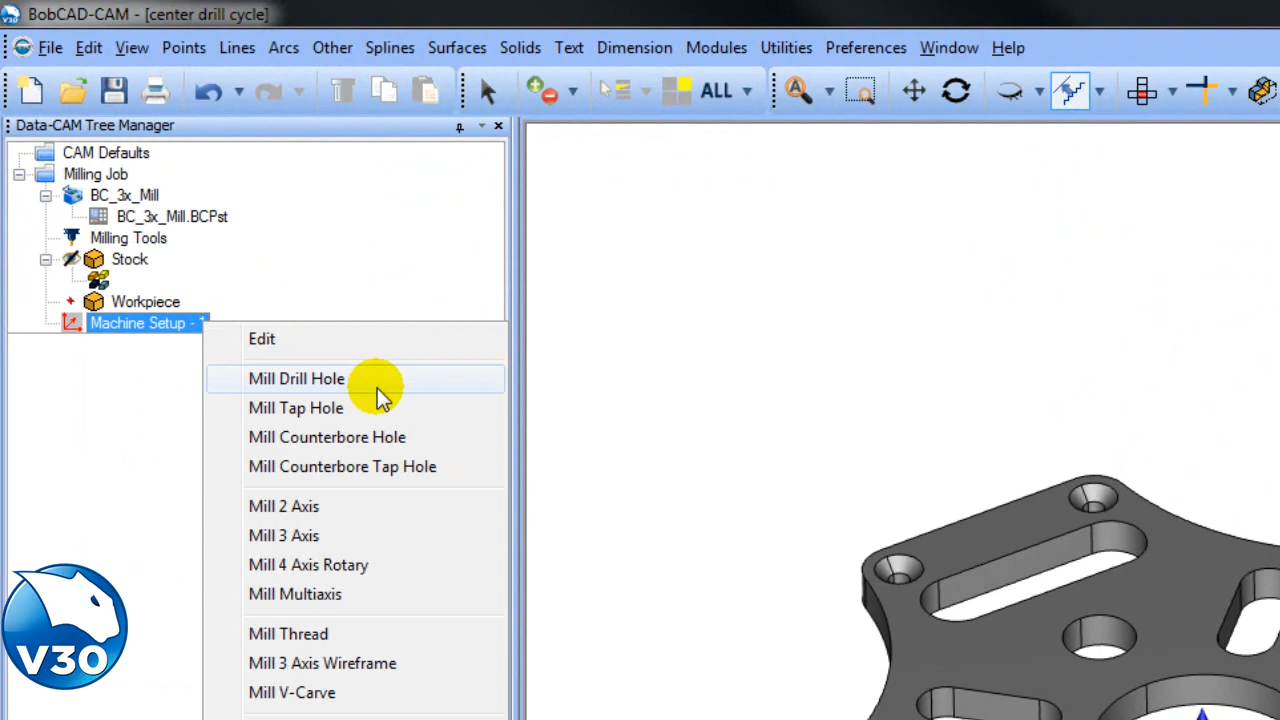 BobCAD-CAM - [center drill cycle]
File Edit View Points Lines Arcs Other Splines Surfaces Solids Text Dimension Modules Utilities Preferences Window Help
ALL
Data-CAM Tree Manager
CAM Defaults
Milling Job
BC_3x_Mill
BC_3x_Mill.BCPst
Milling Tools
Stock
Workpiece
Machine Setup - 1
Edit
Mill Drill Hole
Mill Tap Hole
Mill Counterbore Hole
Mill Counterbore Tap Hole
Mill 2 Axis
Mill 3 Axis
Mill 4 Axis Rotary
Mill Multiaxis
Mill Thread
Mill 3 Axis Wireframe
Mill V-Carve
V30